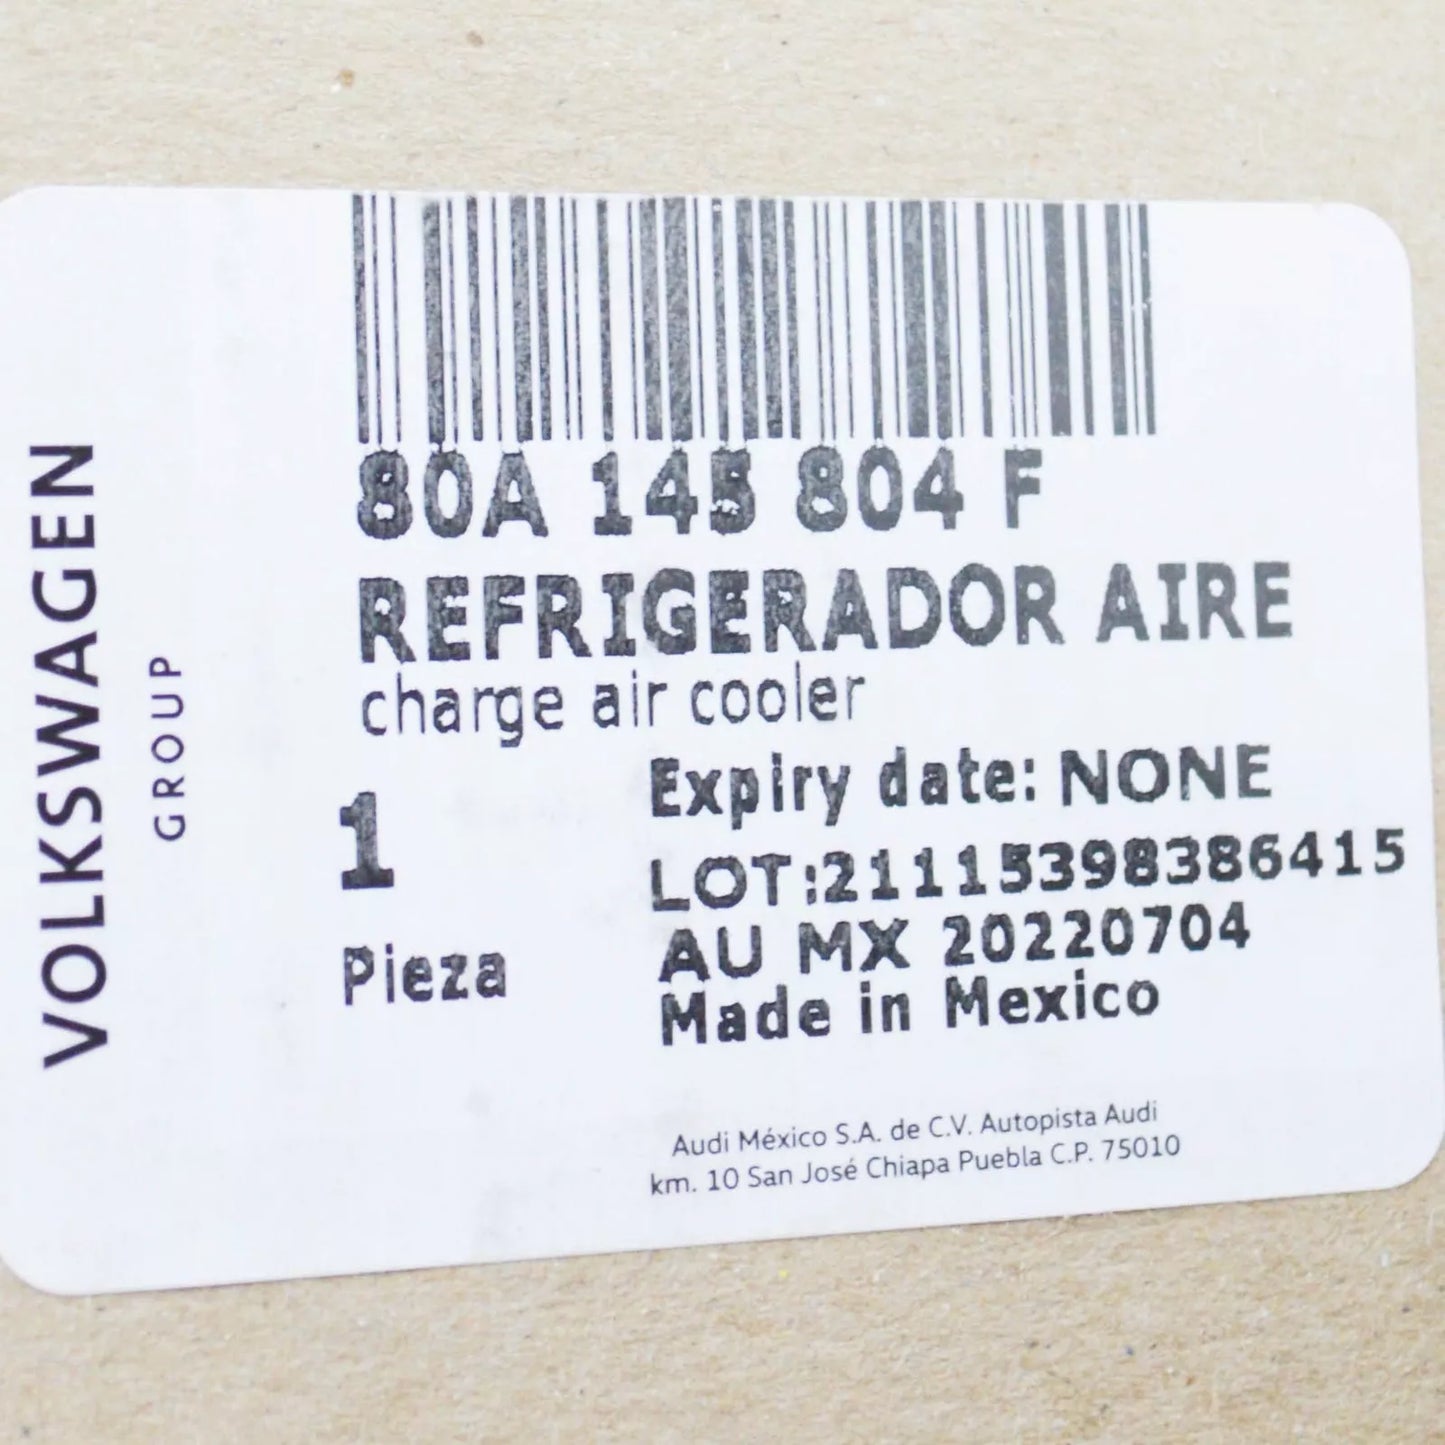 VOLKSWAGEN
GROUP
80A 145 804 F
REFRIGERADOR AIRE
charge air cooler
1
Pieza
Expiry date: NONE
LOT:21115398386415
AU MX 20220704
Made in Mexico
Audi México S.A. de C.V. Autopista Audi
km. 10 San José Chiapa Puebla C.P. 75010